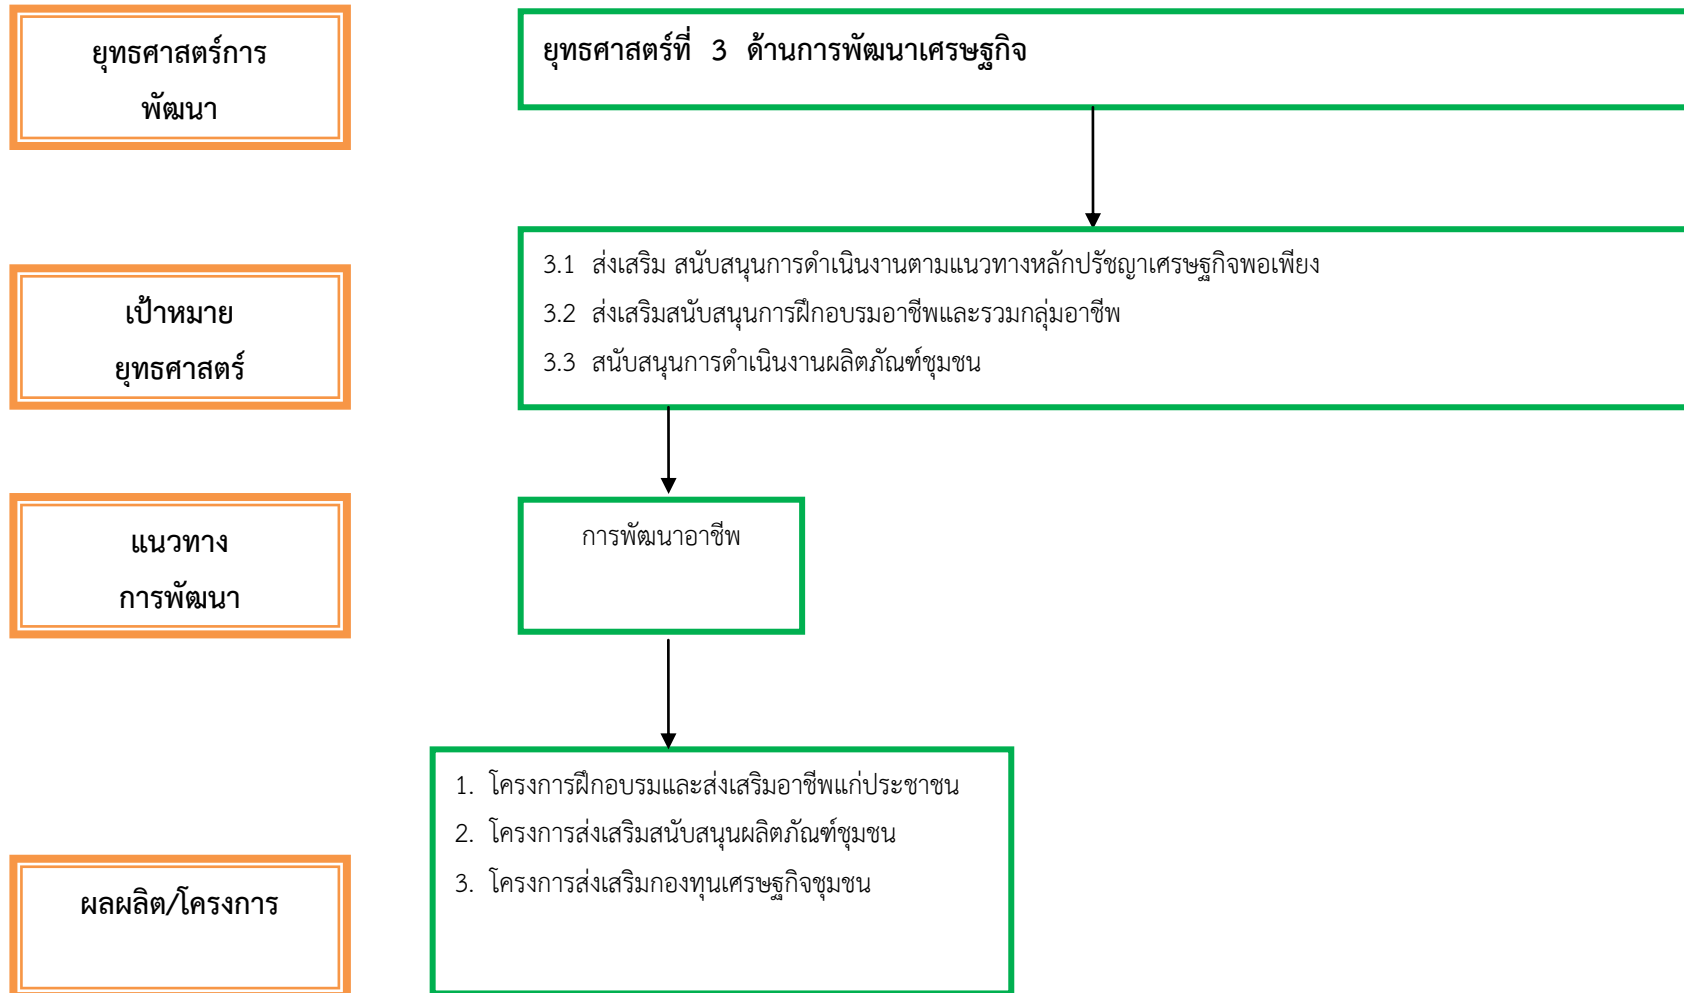 ยุทธศาสตร์การ
พัฒนา
ยุทธศาสตร์ที่ 3 ด้านการพัฒนาเศรษฐกิจ
เป้าหมาย
ยุทธศาสตร์
3.1 ส่งเสริม สนับสนุนการดำเนินงานตามแนวทางหลักปรัชญาเศรษฐกิจพอเพียง
3.2 ส่งเสริมสนับสนุนการฝึกอบรมอาชีพและรวมกลุ่มอาชีพ
3.3 สนับสนุนการดำเนินงานผลิตภัณฑ์ชุมชน
แนวทาง
การพัฒนา
การพัฒนาอาชีพ
ผลผลิต/โครงการ
1. โครงการฝึกอบรมและส่งเสริมอาชีพแก่ประชาชน
2. โครงการส่งเสริมสนับสนุนผลิตภัณฑ์ชุมชน
3. โครงการส่งเสริมกองทุนเศรษฐกิจชุมชน